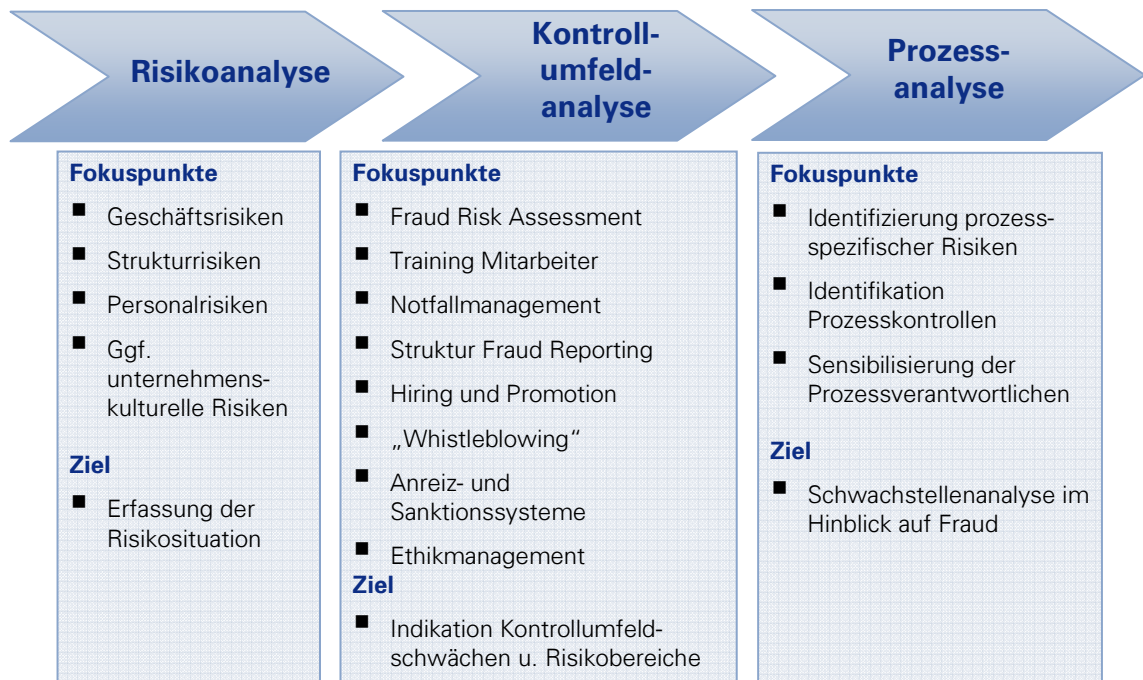 Risikoanalyse
Kontroll-
umfeld-
analyse
Prozess-
analyse
Fokuspunkte
■ Geschäftsrisiken
■ Strukturrisiken
■ Personalrisiken
■ Ggf.
unternehmens-
kulturelle Risiken
Ziel
■ Erfassung der
Risikosituation
Fokuspunkte
■ Fraud Risk Assessment
■ Training Mitarbeiter
■ Notfallmanagement
■ Struktur Fraud Reporting
■ Hiring und Promotion
■ „Whistleblowing“
■ Anreiz- und
Sanktionssysteme
■ Ethikmanagement
Ziel
■ Indikation Kontrollumfeld-
schwächen u. Risikobereiche
Fokuspunkte
■ Identifizierung prozess-
spezifischer Risiken
■ Identifikation
Prozesskontrollen
■ Sensibilisierung der
Prozessverantwortlichen
Ziel
■ Schwachstellenanalyse im
Hinblick auf Fraud